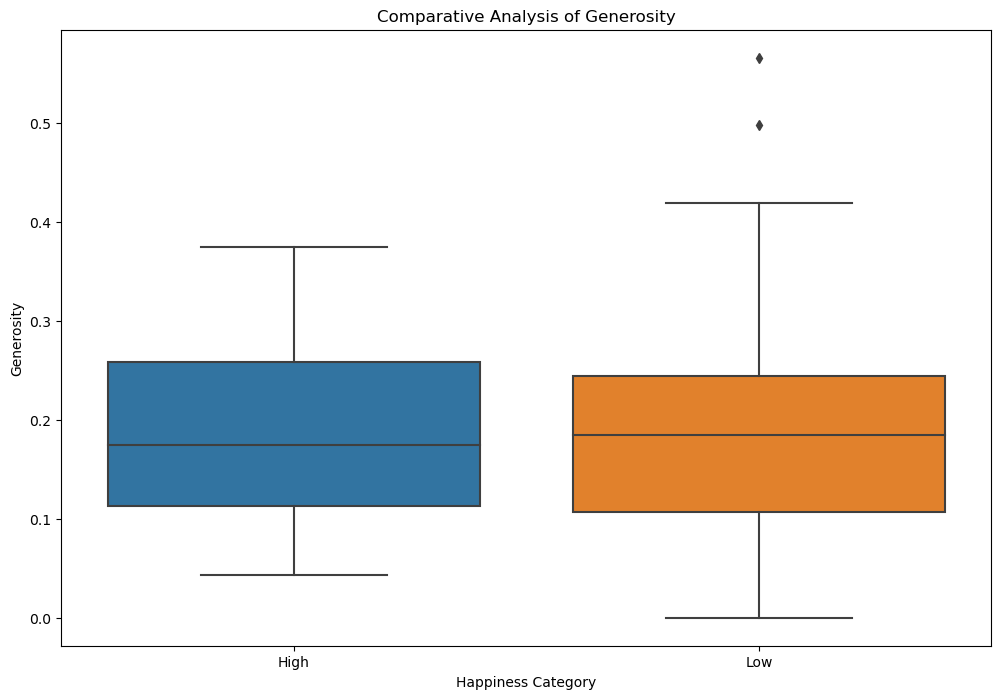 Comparative Analysis of Generosity
Generosity
0.5
0.4
0.3
0.2
0.1
0.0
High
Low
Happiness Category